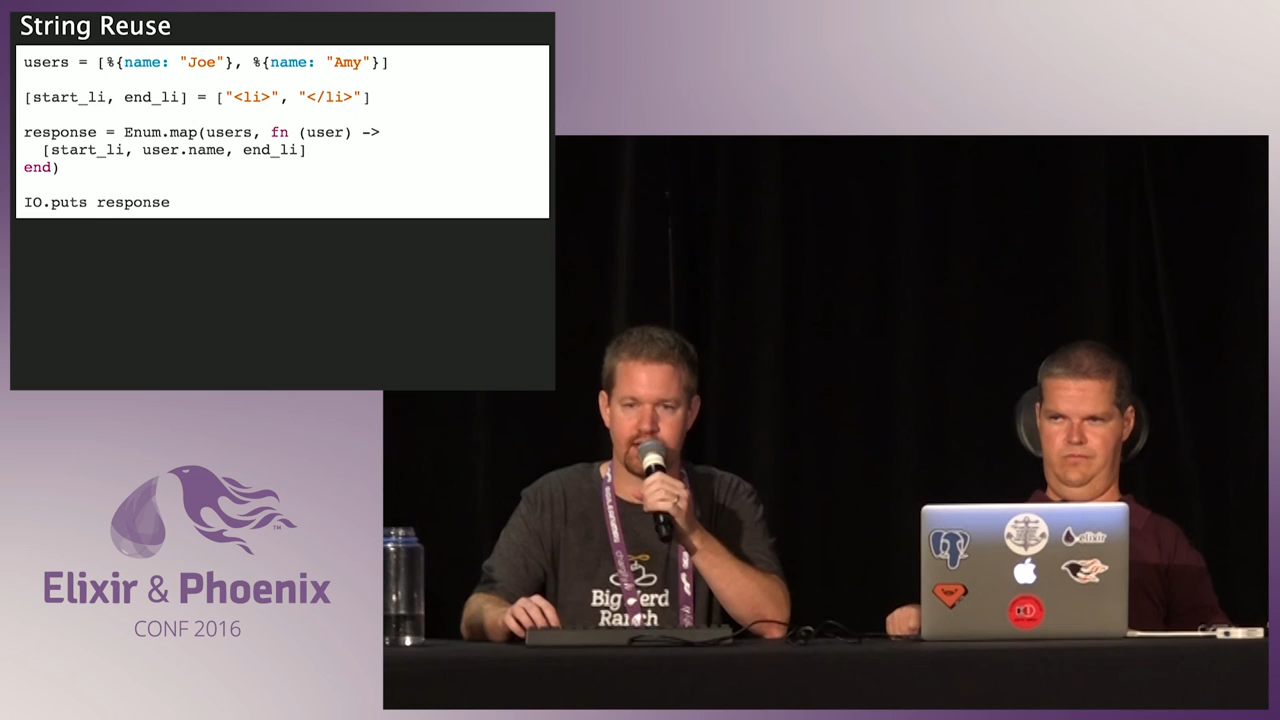 String Reuse
users = [%{name: "Joe"}, %{name: "Amy"}]
[start_li, end_li] = ["<li>", "</li>"]
response = Enum.map(users, fn (user) ->
  [start_li, user.name, end_li]
end)
IO.puts response
Elixir & Phoenix
CONF 2016
TM
Big Nerd
Ranch
elixir